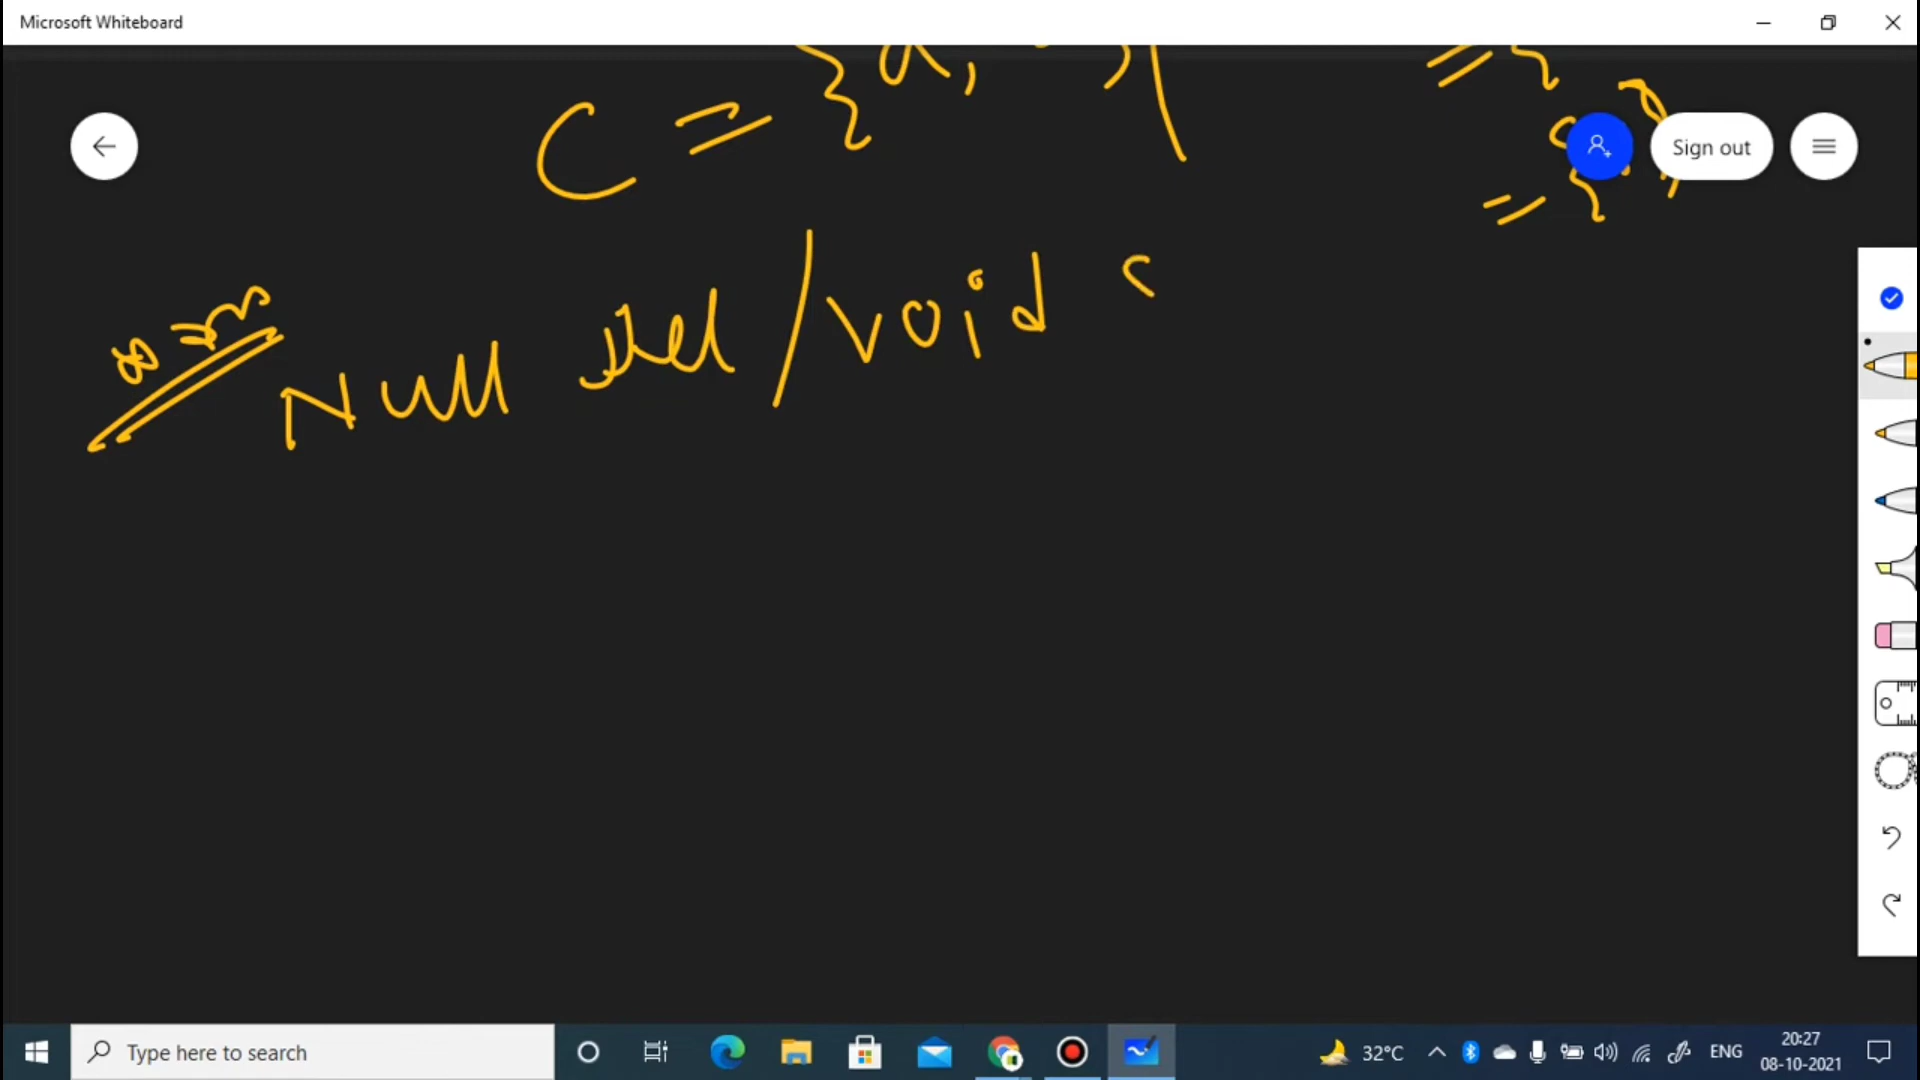 Microsoft Whiteboard
C = {a,
= {
Sign out
= {
Null set / void s
Type here to search
32°C
ENG
20:27
08-10-2021